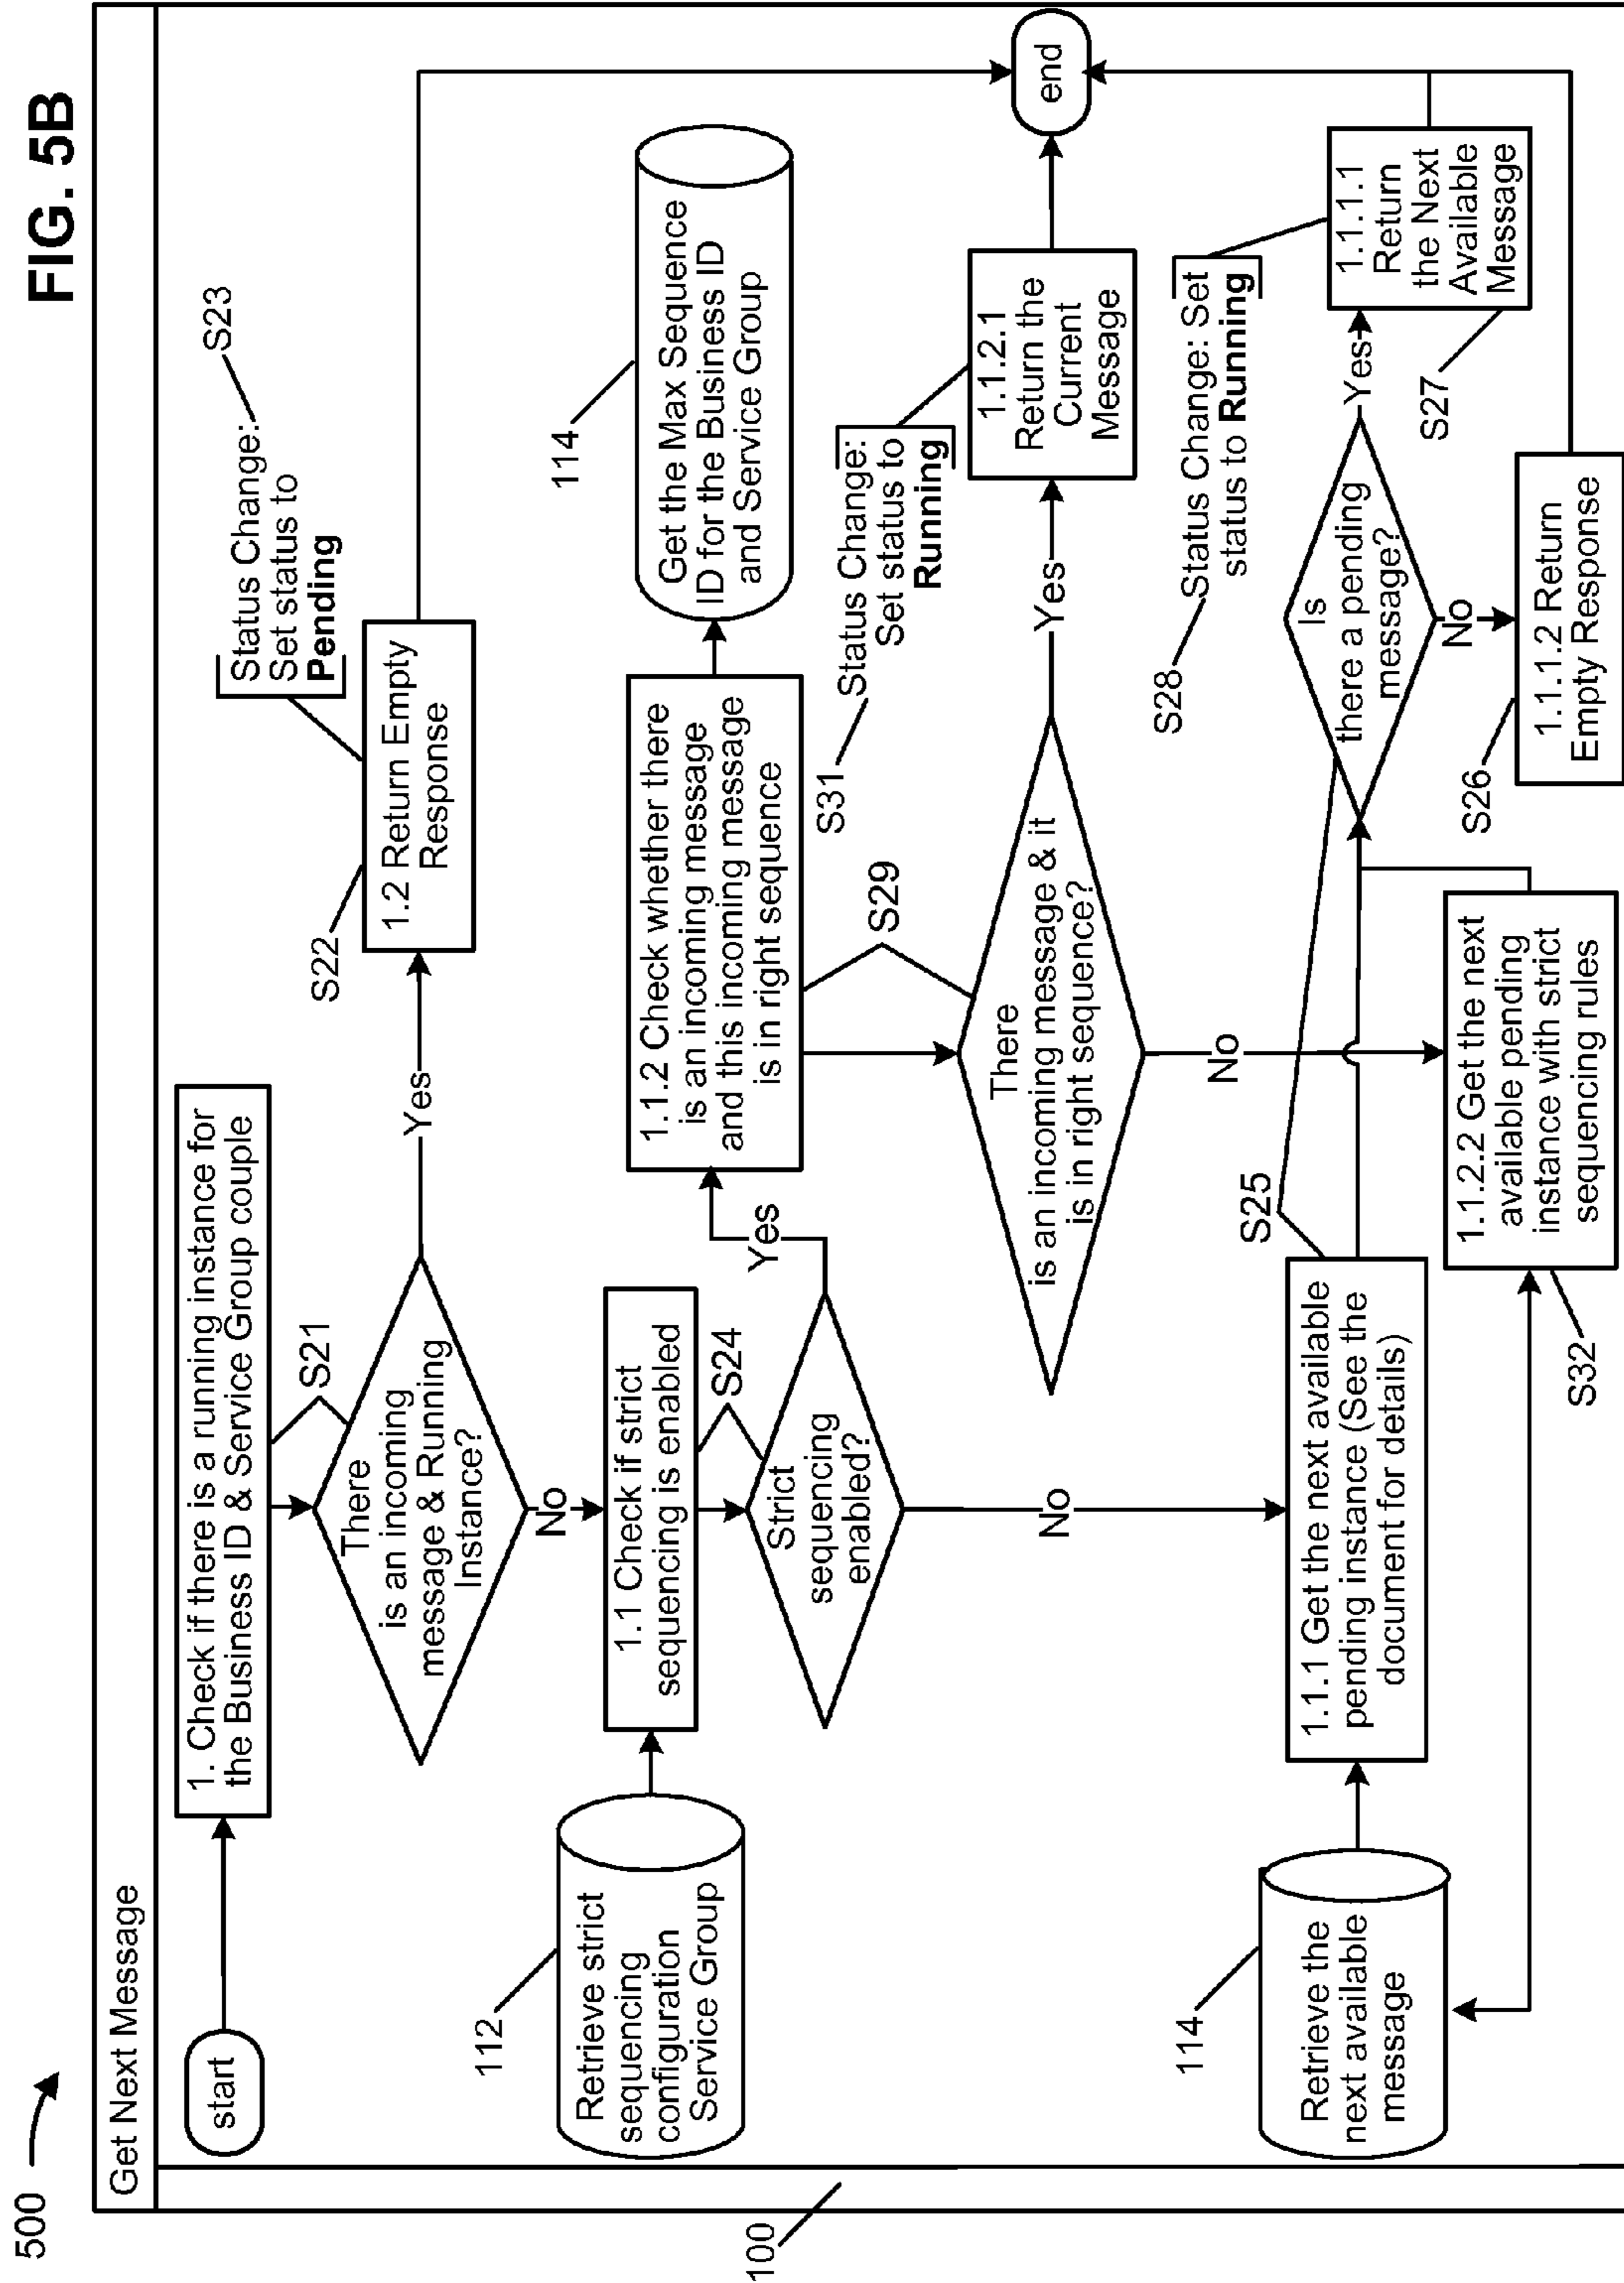 FIG. 5B
500
Get Next Message
100
start
1. Check if there is a running instance for
the Business ID & Service Group couple
S21
There
is an incoming
message & Running
Instance?
Yes
No
S22
1.2 Return Empty
Response
Status Change:
Set status to
Pending
S23
112
Retrieve strict
sequencing
configuration
Service Group
1.1 Check if strict
sequencing is enabled
S24
Strict
sequencing
enabled?
Yes
No
1.1.2 Check whether there
is an incoming message
and this incoming message
is in right sequence
114
Get the Max Sequence
ID for the Business ID
and Service Group
S29
There
is an incoming message & it
is in right sequence?
Yes
No
S31
Status Change:
Set status to
Running
1.1.2.1
Return the
Current
Message
end
114
Retrieve the
next available
message
1.1.1 Get the next available
pending instance (See the
document for details)
S25
1.1.2.2 Get the next
available pending
instance with strict
sequencing rules
S32
Is
there a pending
message?
Yes
No
S28
Status Change: Set
status to Running
1.1.1.1
Return
the Next
Available
Message
S27
S26
1.1.1.2 Return
Empty Response